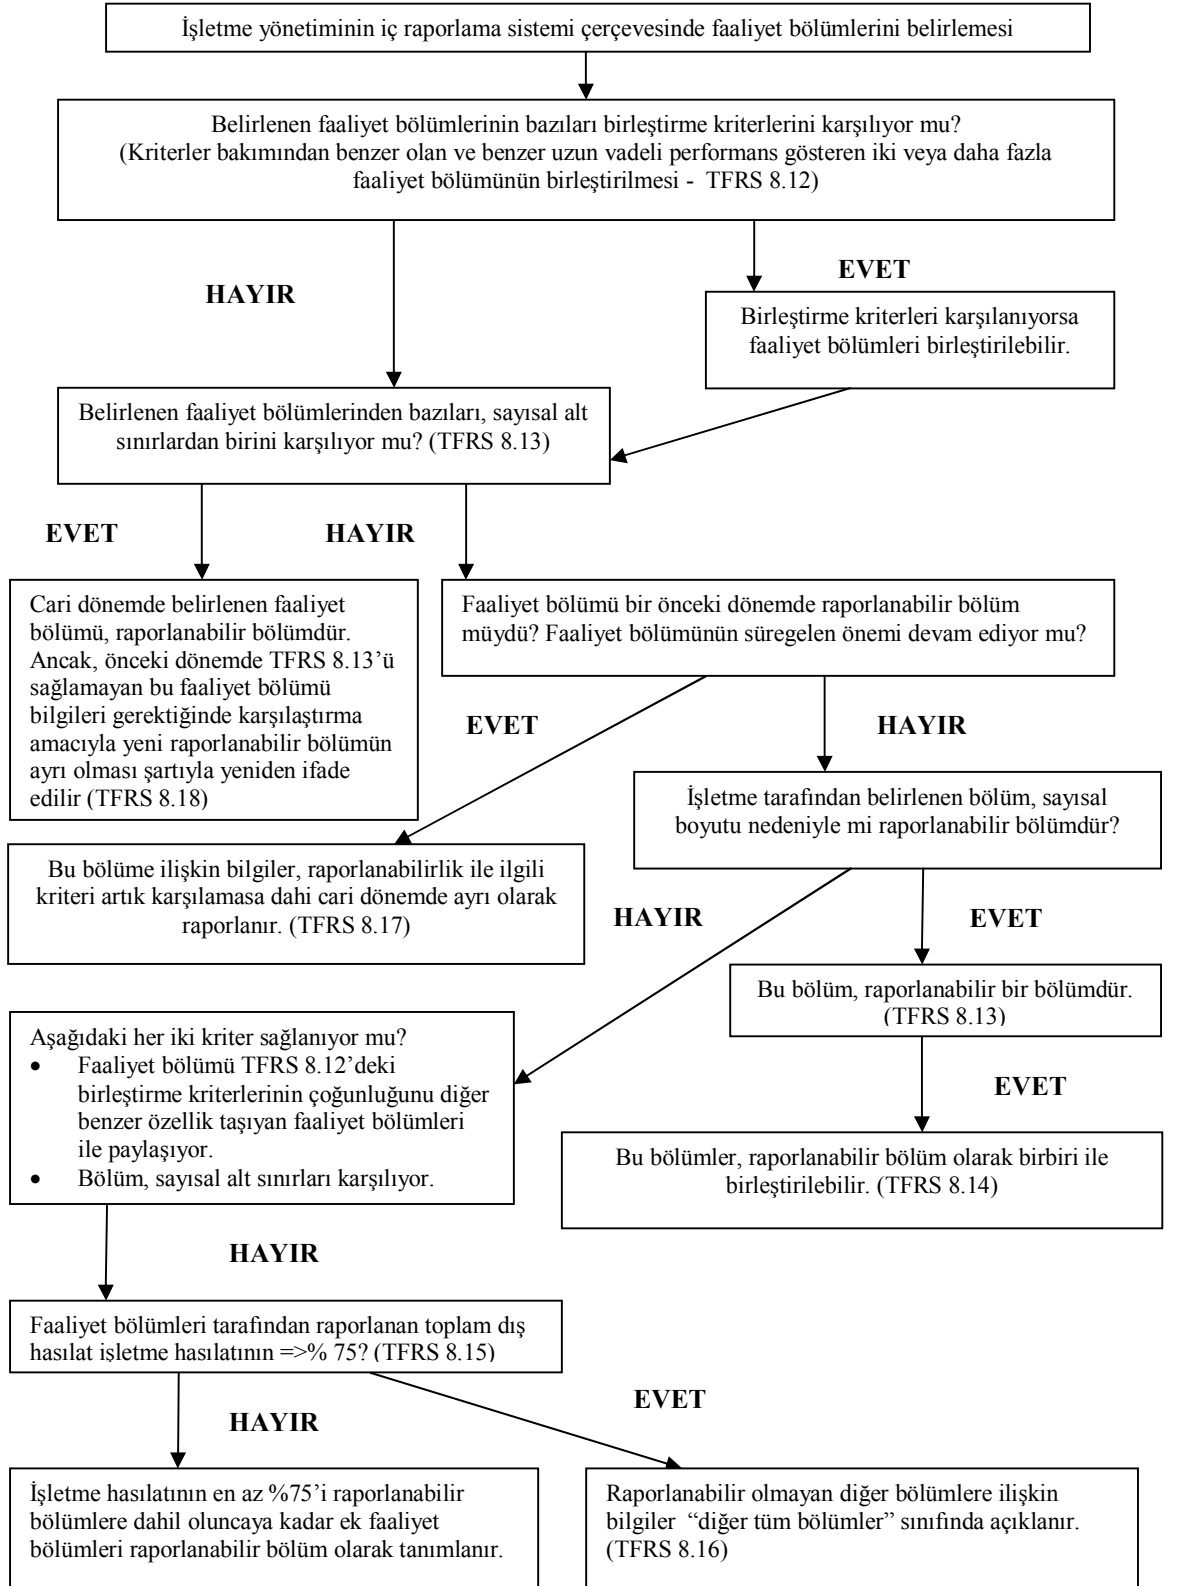 İşletme yönetiminin iç raporlama sistemi çerçevesinde faaliyet bölümlerini belirlemesi
Belirlenen faaliyet bölümlerinin bazıları birleştirme kriterlerini karşılıyor mu?
(Kriterler bakımından benzer olan ve benzer uzun vadeli performans gösteren iki veya daha fazla
faaliyet bölümünün birleştirilmesi - TFRS 8.12)
HAYIR
EVET
Birleştirme kriterleri karşılanıyorsa
faaliyet bölümleri birleştirilebilir.
Belirlenen faaliyet bölümlerinden bazıları, sayısal alt
sınırlardan birini karşılıyor mu? (TFRS 8.13)
EVET
HAYIR
Cari dönemde belirlenen faaliyet
bölümü, raporlanabilir bölümdür.
Ancak, önceki dönemde TFRS 8.13’ü
sağlamayan bu faaliyet bölümü
bilgileri gerektiğinde karşılaştırma
amacıyla yeni raporlanabilir bölümün
ayrı olması şartıyla yeniden ifade
edilir (TFRS 8.18)
Faaliyet bölümü bir önceki dönemde raporlanabilir bölüm
müydü? Faaliyet bölümünün süregelen önemi devam ediyor mu?
EVET
HAYIR
İşletme tarafından belirlenen bölüm, sayısal
boyutu nedeniyle mi raporlanabilir bölümdür?
Bu bölüme ilişkin bilgiler, raporlanabilirlik ile ilgili
kriteri artık karşılamasa dahi cari dönemde ayrı olarak
raporlanır. (TFRS 8.17)
HAYIR
EVET
Bu bölüm, raporlanabilir bir bölümdür.
(TFRS 8.13)
Aşağıdaki her iki kriter sağlanıyor mu?
• Faaliyet bölümü TFRS 8.12’deki
birleştirme kriterlerinin çoğunluğunu diğer
benzer özellik taşıyan faaliyet bölümleri
ile paylaşıyor.
• Bölüm, sayısal alt sınırları karşılıyor.
EVET
Bu bölümler, raporlanabilir bölüm olarak birbiri ile
birleştirilebilir. (TFRS 8.14)
HAYIR
Faaliyet bölümleri tarafından raporlanan toplam dış
hasılat işletme hasılatının =>% 75? (TFRS 8.15)
HAYIR
EVET
İşletme hasılatının en az %75’i raporlanabilir
bölümlere dahil oluncaya kadar ek faaliyet
bölümleri raporlanabilir bölüm olarak tanımlanır.
Raporlanabilir olmayan diğer bölümlere ilişkin
bilgiler “diğer tüm bölümler” sınıfında açıklanır.
(TFRS 8.16)